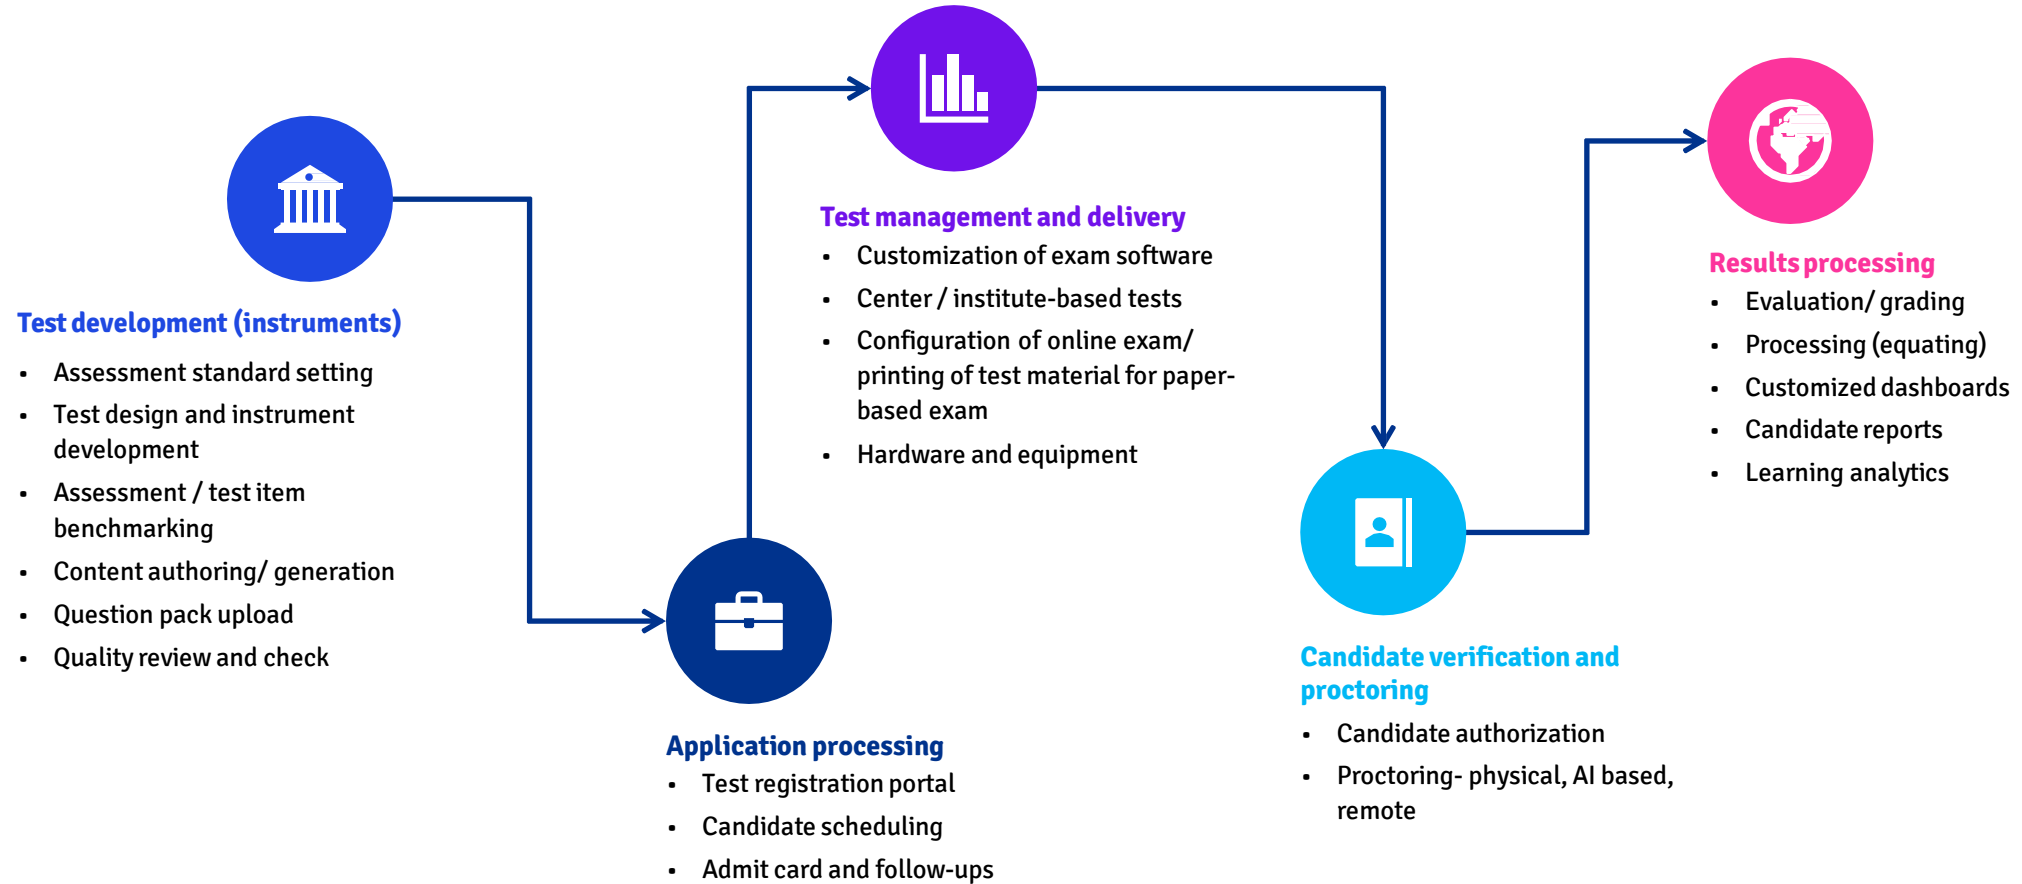 Test development (instruments)
• Assessment standard setting
• Test design and instrument
development
• Assessment / test item
benchmarking
• Content authoring/ generation
• Question pack upload
• Quality review and check
Application processing
• Test registration portal
• Candidate scheduling
• Admit card and follow-ups
Test management and delivery
• Customization of exam software
• Center / institute-based tests
• Configuration of online exam/
printing of test material for paper-
based exam
• Hardware and equipment
Candidate verification and
proctoring
• Candidate authorization
• Proctoring- physical, AI based,
remote
Results processing
• Evaluation/ grading
• Processing (equating)
• Customized dashboards
• Candidate reports
• Learning analytics